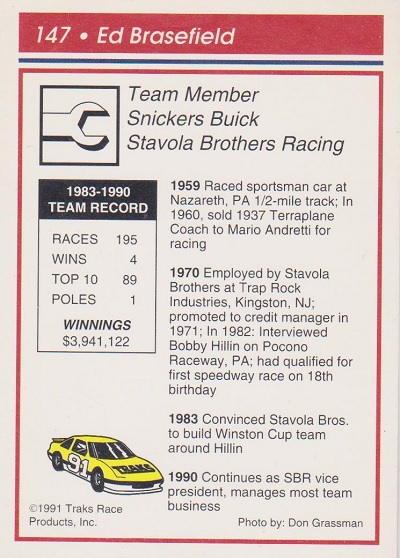 147 • Ed Brasefield
Team Member
Snickers Buick
Stavola Brothers Racing
1983-1990
TEAM RECORD
RACES 195
WINS 4
TOP 10 89
POLES 1
WINNINGS
$3,941,122
1959 Raced sportsman car at
Nazareth, PA 1/2-mile track; In
1960, sold 1937 Terraplane
Coach to Mario Andretti for
racing
1970 Employed by Stavola
Brothers at Trap Rock
Industries, Kingston, NJ;
promoted to credit manager in
1971; In 1982: Interviewed
Bobby Hillin on Pocono
Raceway, PA; had qualified for
first speedway race on 18th
birthday
1983 Convinced Stavola Bros.
to build Winston Cup team
around Hillin
1990 Continues as SBR vice
president, manages most team
business
91
TRAKS
©1991 Traks Race
Products, Inc.
Photo by: Don Grassman